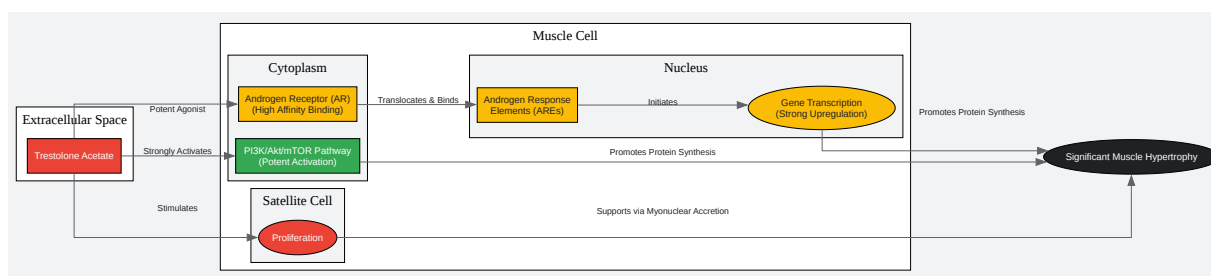 Muscle Cell
Cytoplasm
Nucleus
Potent Agonist
Androgen Receptor (AR)
(High Affinity Binding)
Translocates & Binds
Androgen Response
Elements (AREs)
Initiates
Gene Transcription
(Strong Upregulation)
Promotes Protein Synthesis
Extracellular Space
Trestolone Acetate
Strongly Activates
PI3K/Akt/mTOR Pathway
(Potent Activation)
Promotes Protein Synthesis
Significant Muscle Hypertrophy
Satellite Cell
Stimulates
Proliferation
Supports via Myonuclear Accretion